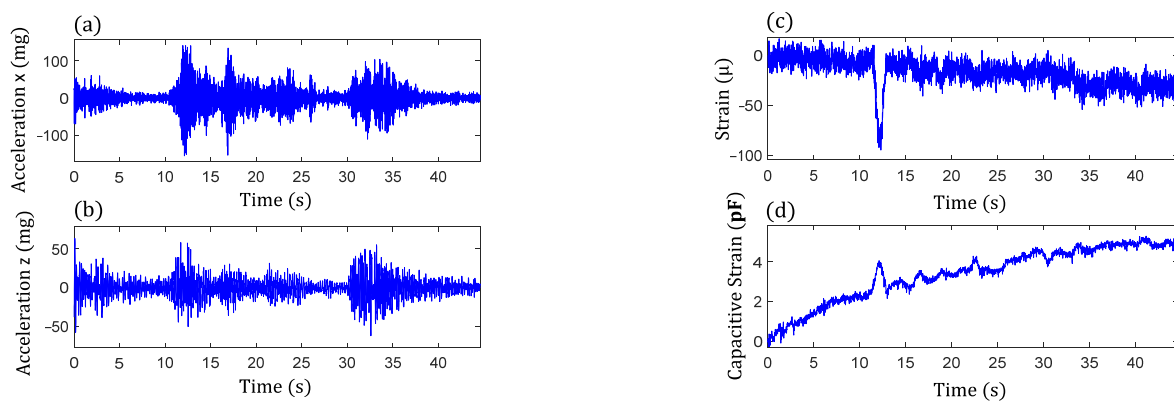 (a)
Acceleration x (mg)
100
0
−100
0 5 10 15 20 25 30 35 40
Time (s)
(b)
Acceleration z (mg)
50
0
−50
0 5 10 15 20 25 30 35 40
Time (s)
(c)
Strain (μ)
0
−50
−100
0 5 10 15 20 25 30 35 40
Time (s)
(d)
Capacitive Strain (pF)
4
2
0
0 5 10 15 20 25 30 35 40
Time (s)